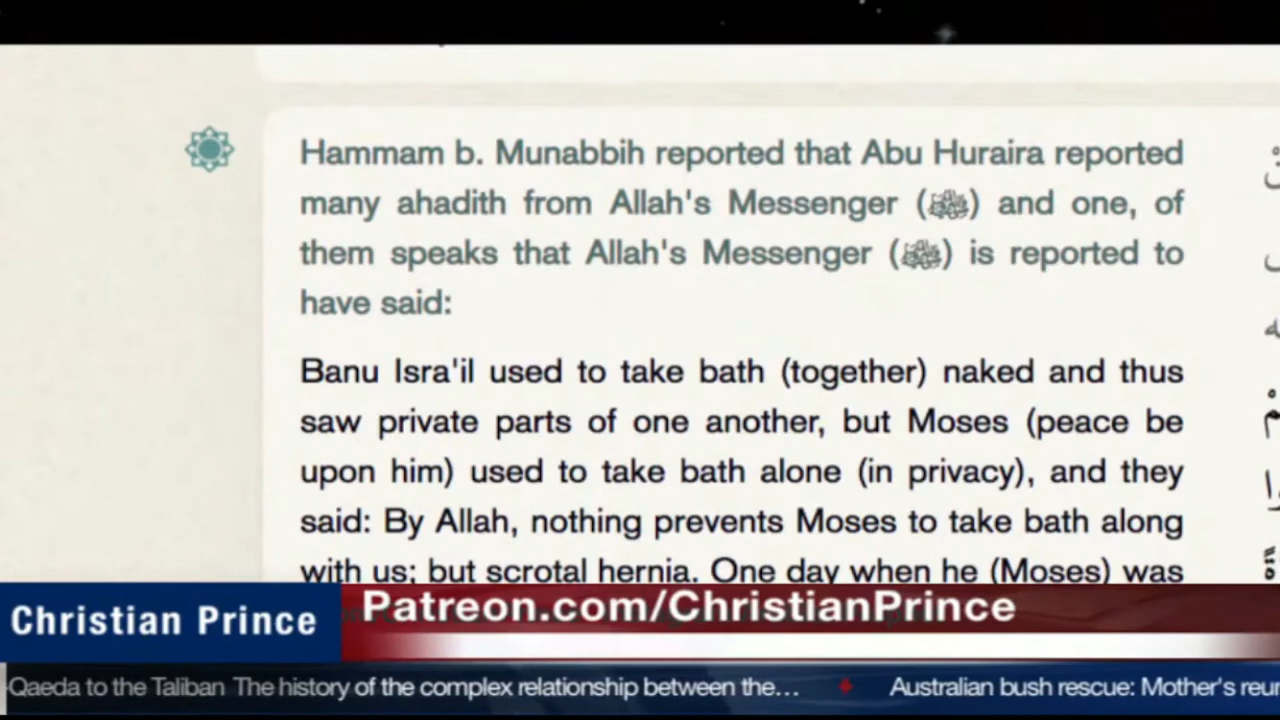 Hammam b. Munabbih reported that Abu Huraira reported
many ahadith from Allah's Messenger (ﷺ) and one, of
them speaks that Allah's Messenger (ﷺ) is reported to
have said:
Banu Isra'il used to take bath (together) naked and thus
saw private parts of one another, but Moses (peace be
upon him) used to take bath alone (in privacy), and they
said: By Allah, nothing prevents Moses to take bath along
with us; but scrotal hernia. One day when he (Moses) was
Christian Prince
Patreon.com/ChristianPrince
Qaeda to the Taliban The history of the complex relationship between the...
Australian bush rescue: Mother's